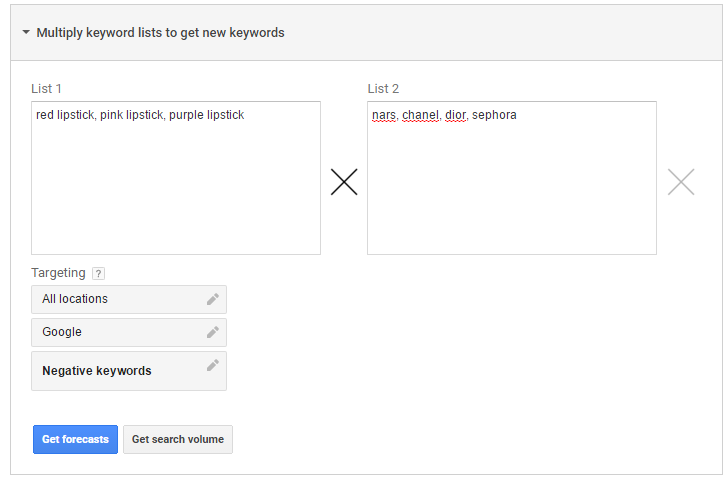 Multiply keyword lists to get new keywords
List 1
List 2
red lipstick, pink lipstick, purple lipstick
nars, chanel, dior, sephora
Targeting ?
All locations
Google
Negative keywords
Get forecasts
Get search volume